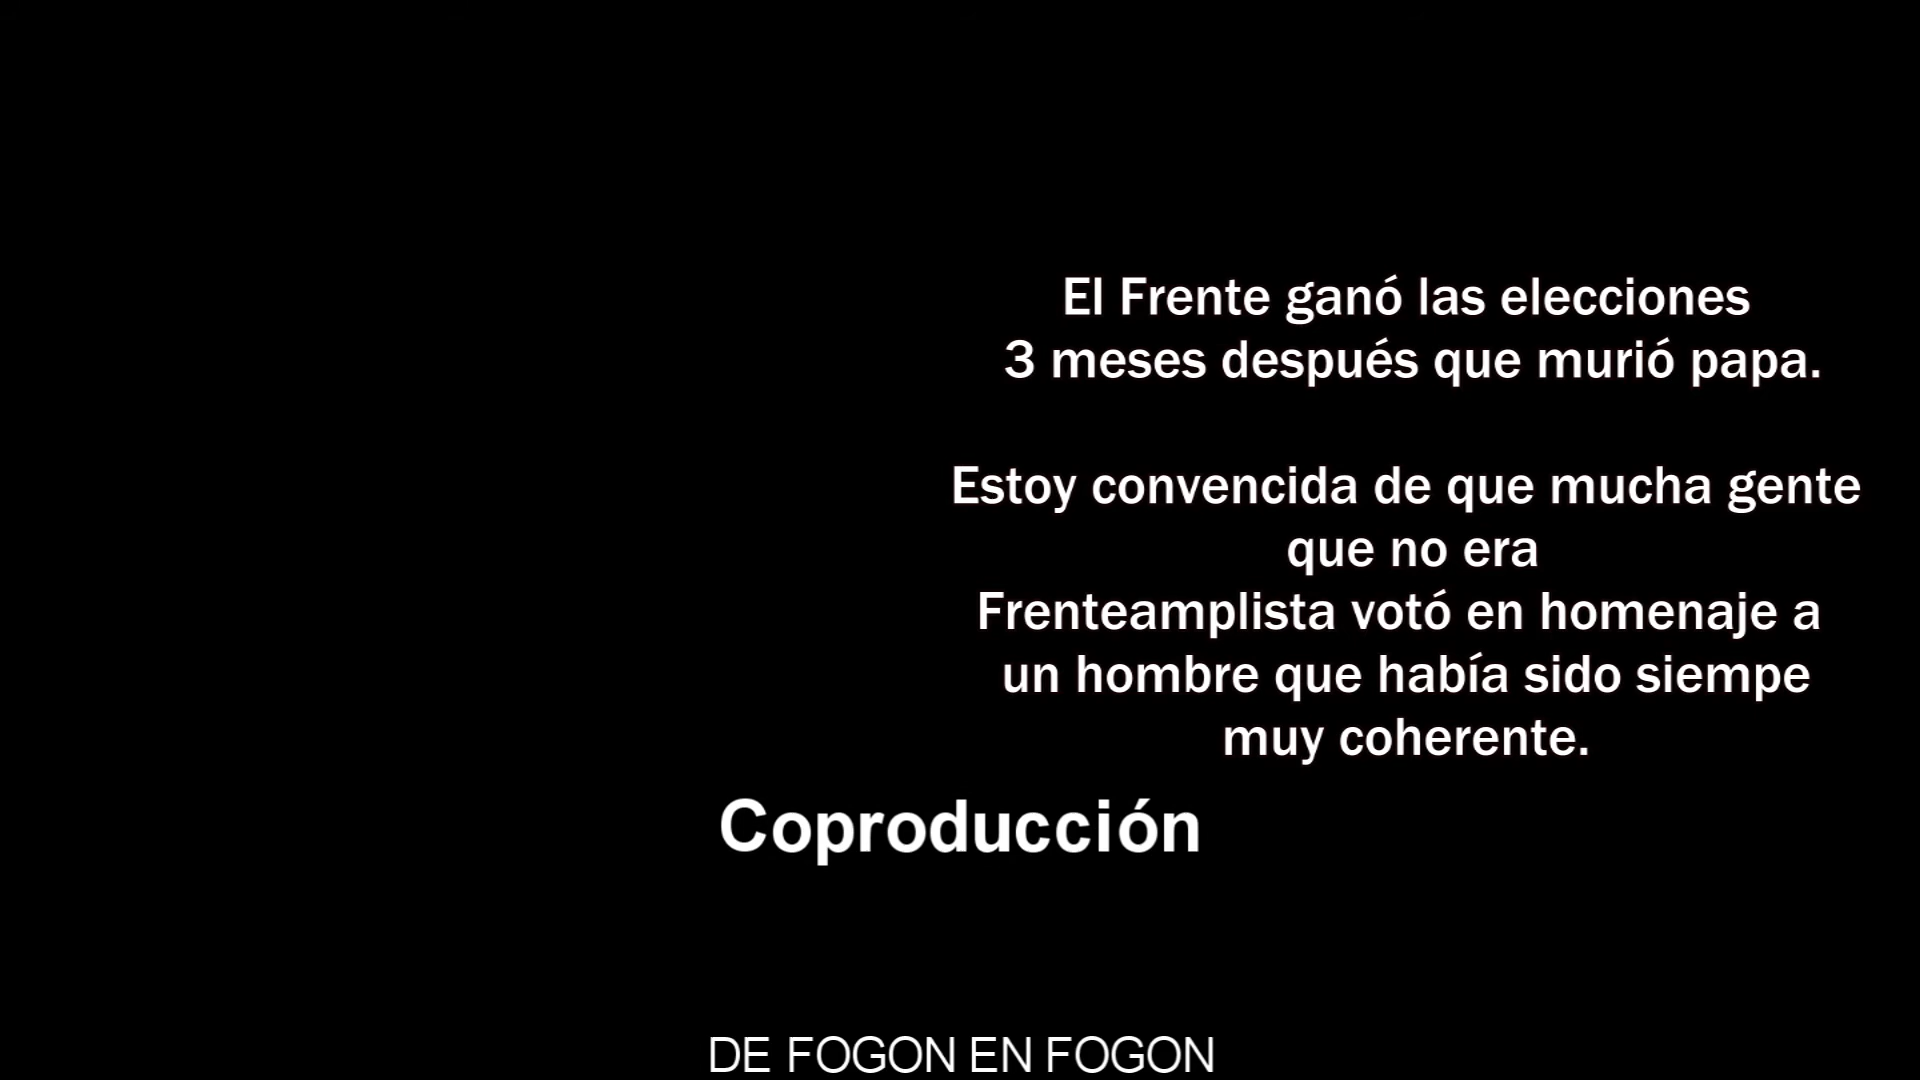 El Frente ganó las elecciones
3 meses después que murió papa.
Estoy convencida de que mucha gente
que no era
Frenteamplista votó en homenaje a
un hombre que había sido siempe
muy coherente.
Coproducción
DE FOGON EN FOGON